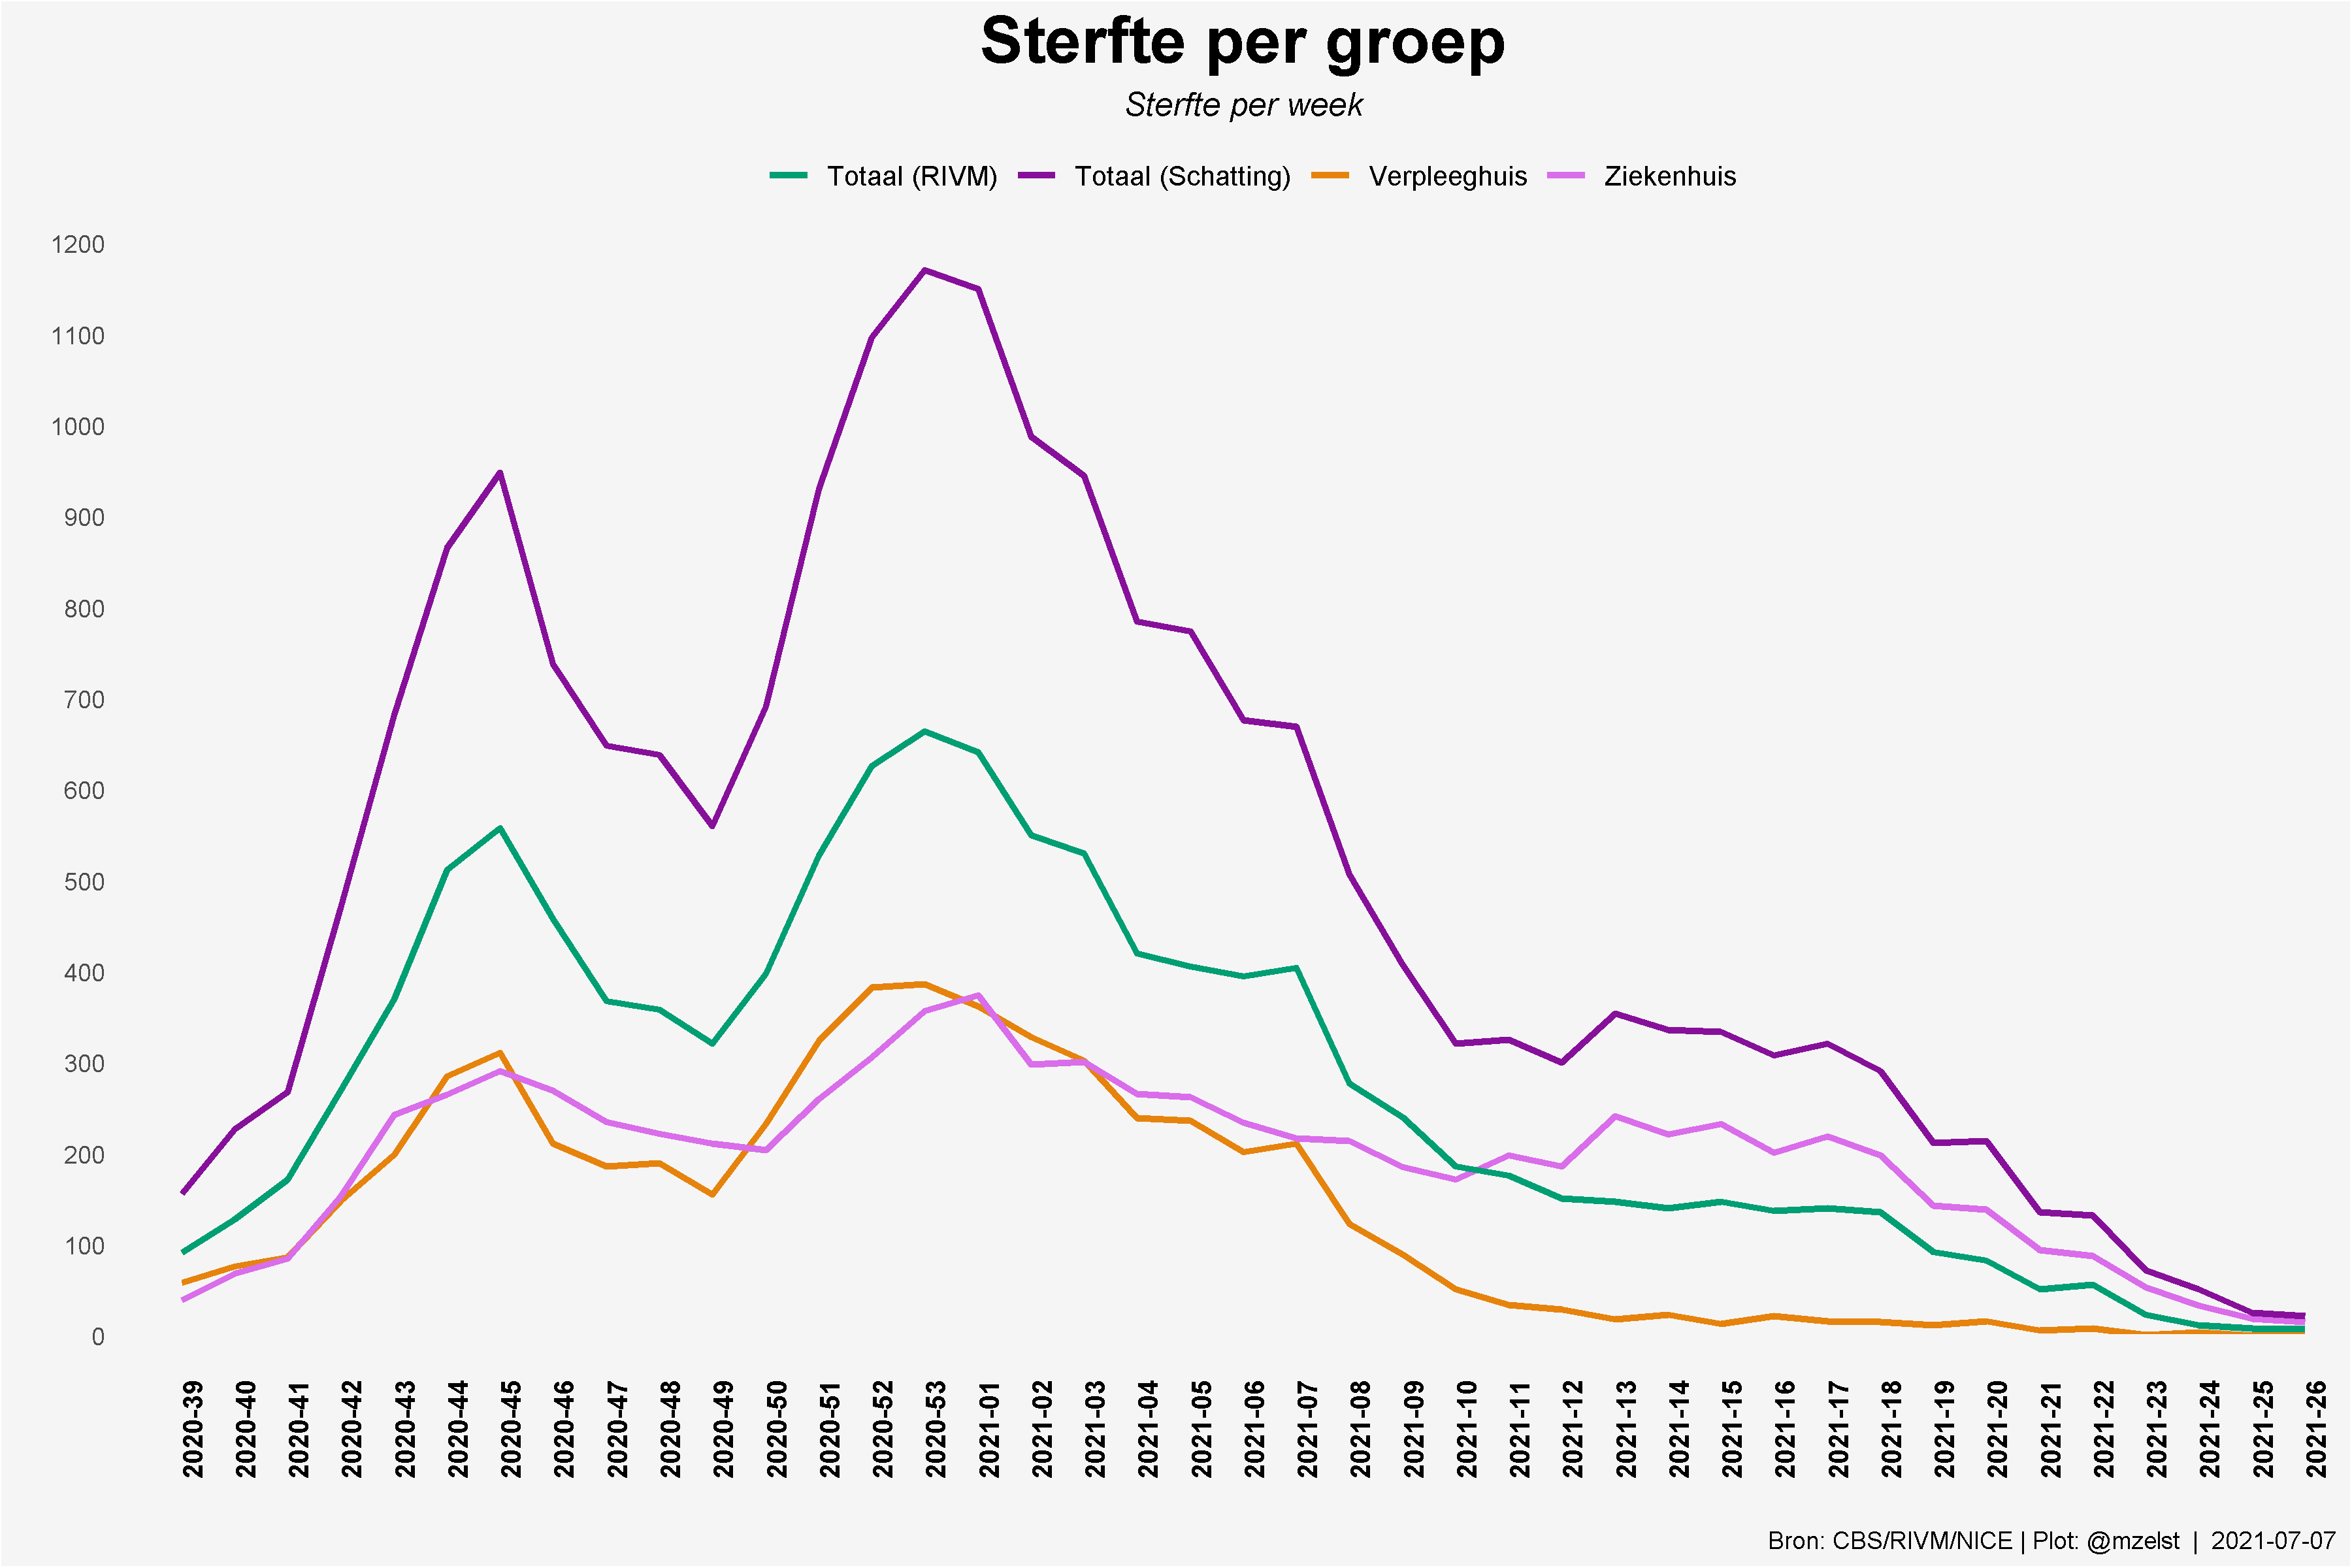 Sterfte per groep
Sterfte per week
Totaal (RIVM) Totaal (Schatting) Verpleeghuis Ziekenhuis
1200
1100
1000
900
800
700
600
500
400
300
200
100
0
2020-39 2020-40 2020-41 2020-42 2020-43 2020-44 2020-45 2020-46 2020-47 2020-48 2020-49 2020-50 2020-51 2020-52 2020-53 2021-01 2021-02 2021-03 2021-04 2021-05 2021-06 2021-07 2021-08 2021-09 2021-10 2021-11 2021-12 2021-13 2021-14 2021-15 2021-16 2021-17 2021-18 2021-19 2021-20 2021-21 2021-22 2021-23 2021-24 2021-25 2021-26
Bron: CBS/RIVM/NICE | Plot: @mzelst | 2021-07-07